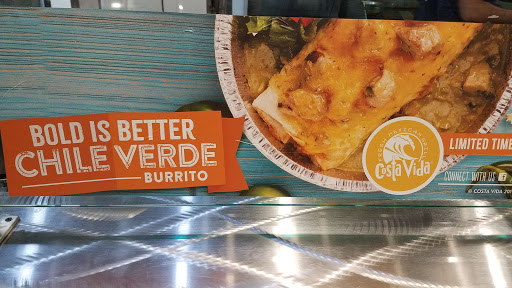 BOLD IS BETTER
CHILE VERDE
BURRITO
Costa Vida
LIMITED TIME
CONNECT WITH US
COSTA VIDA